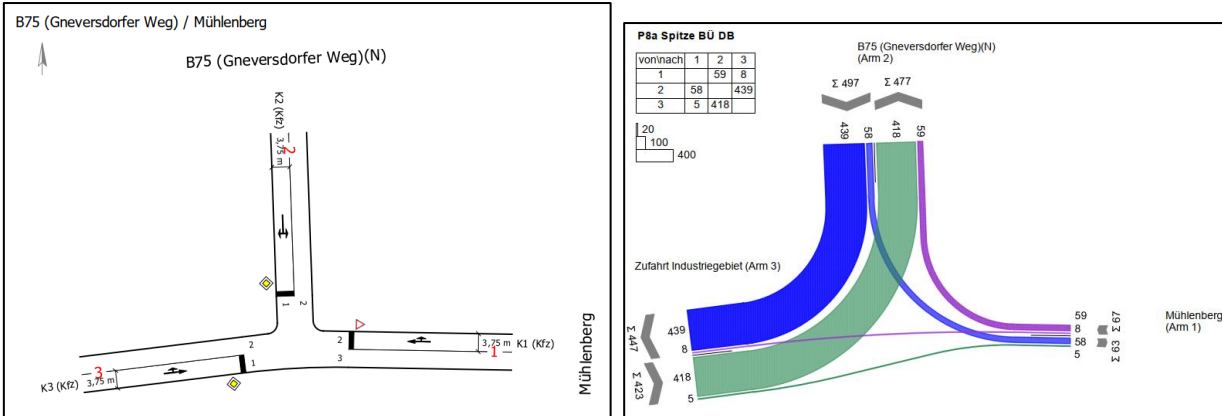 B75 (Gneversdorfer Weg) / Mühlenberg
B75 (Gneversdorfer Weg)(N)
K2 (Kfz)
3,75 m
2
1
2
2
1
2
3
3,75 m
K1 (Kfz)
1
K3 (Kfz)
3,75 m
3
Mühlenberg
P8a Spitze BÜ DB
von\nach 1 2 3
1 59 8
2 58 439
3 5 418
20
100
400
B75 (Gneversdorfer Weg)(N)
(Arm 2)
Σ 497
Σ 477
439
58
418
59
Zufahrt Industriegebiet (Arm 3)
439
8
418
5
Σ 447
Σ 423
59
8
58
5
Σ 67
Σ 63
Mühlenberg
(Arm 1)